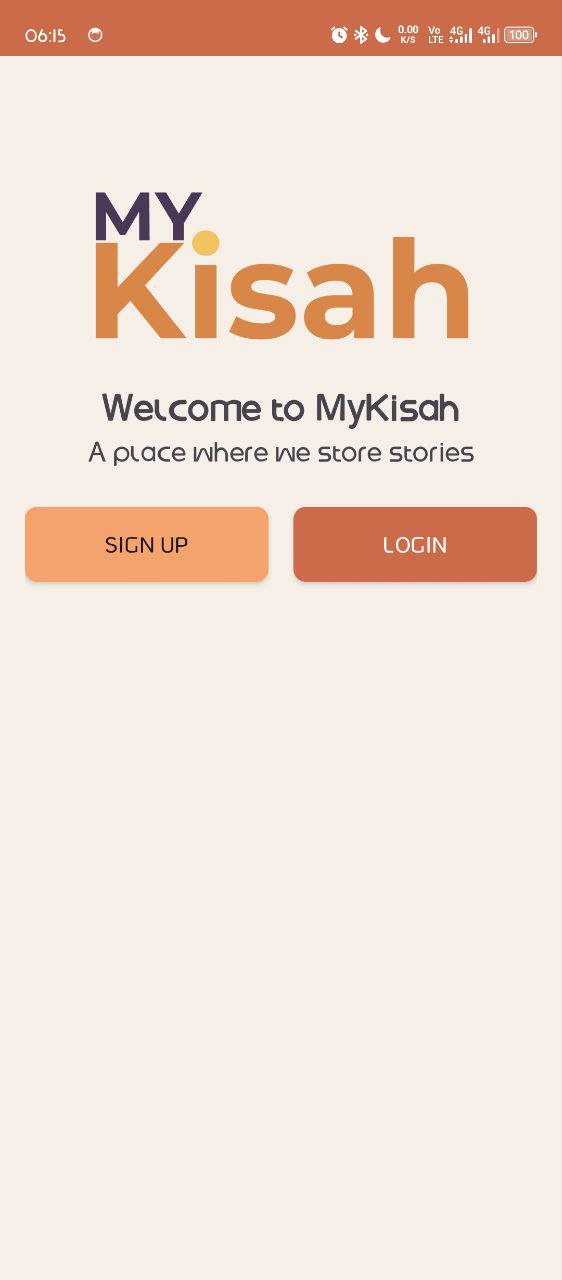 06:15 0.00 K/S Vo LTE 4G 4G 100
MY
Kisah
Welcome to MyKisah
A place where we store stories
SIGN UP LOGIN